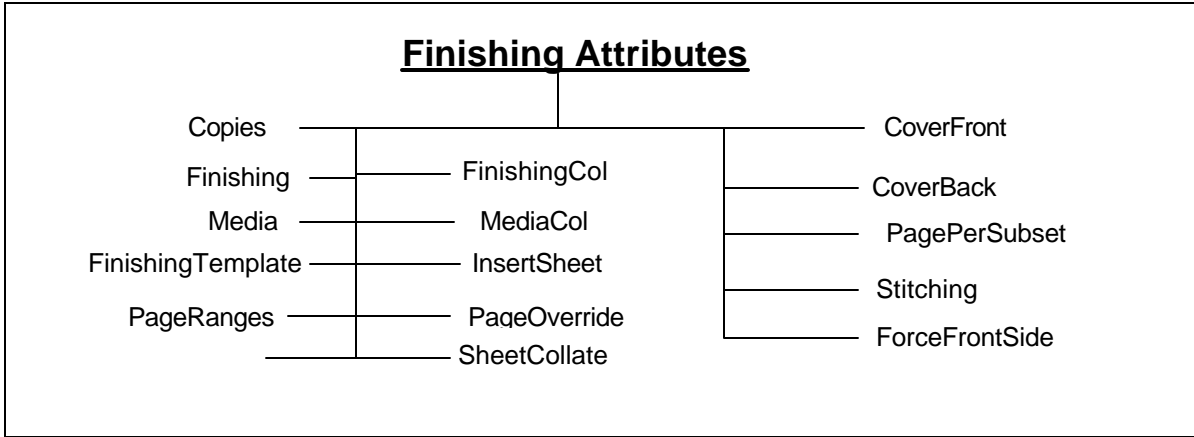 Finishing Attributes
Copies
Finishing
Media
FinishingTemplate
PageRanges
FinishingCol
MediaCol
InsertSheet
PageOverride
SheetCollate
CoverFront
CoverBack
PagePerSubset
Stitching
ForceFrontSide